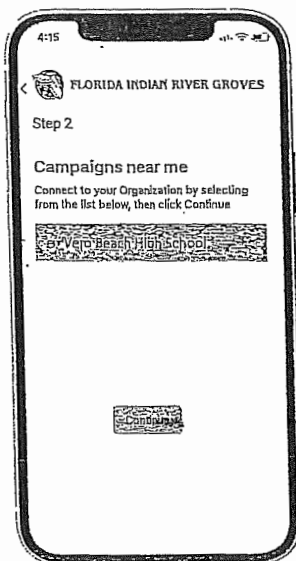 4:15
FLORIDA INDIAN RIVER GROVES
Step 2
Campaigns near me
Connect to your Organization by selecting
from the list below, then click Continue
Vero Beach High School
Continue